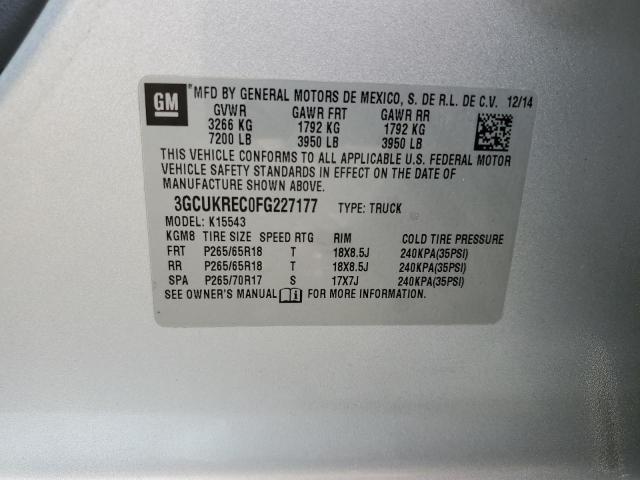 GM *MFD BY GENERAL MOTORS DE MEXICO, S. DE R.L. DE C.V. 12/14
GVWR GAWR FRT GAWR RR
3266 KG 1792 KG 1792 KG
7200 LB 3950 LB 3950 LB
THIS VEHICLE CONFORMS TO ALL APPLICABLE U.S. FEDERAL MOTOR
VEHICLE SAFETY STANDARDS IN EFFECT ON THE DATE OF
MANUFACTURE SHOWN ABOVE.
3GCUKREC0FG227177 TYPE: TRUCK
MODEL: K15543
KGM8 TIRE SIZE SPEED RTG RIM COLD TIRE PRESSURE
FRT P265/65R18 T 18X8.5J 240KPA(35PSI)
RR P265/65R18 T 18X8.5J 240KPA(35PSI)
SPA P265/70R17 S 17X7J 240KPA(35PSI)
SEE OWNER'S MANUAL FOR MORE INFORMATION.